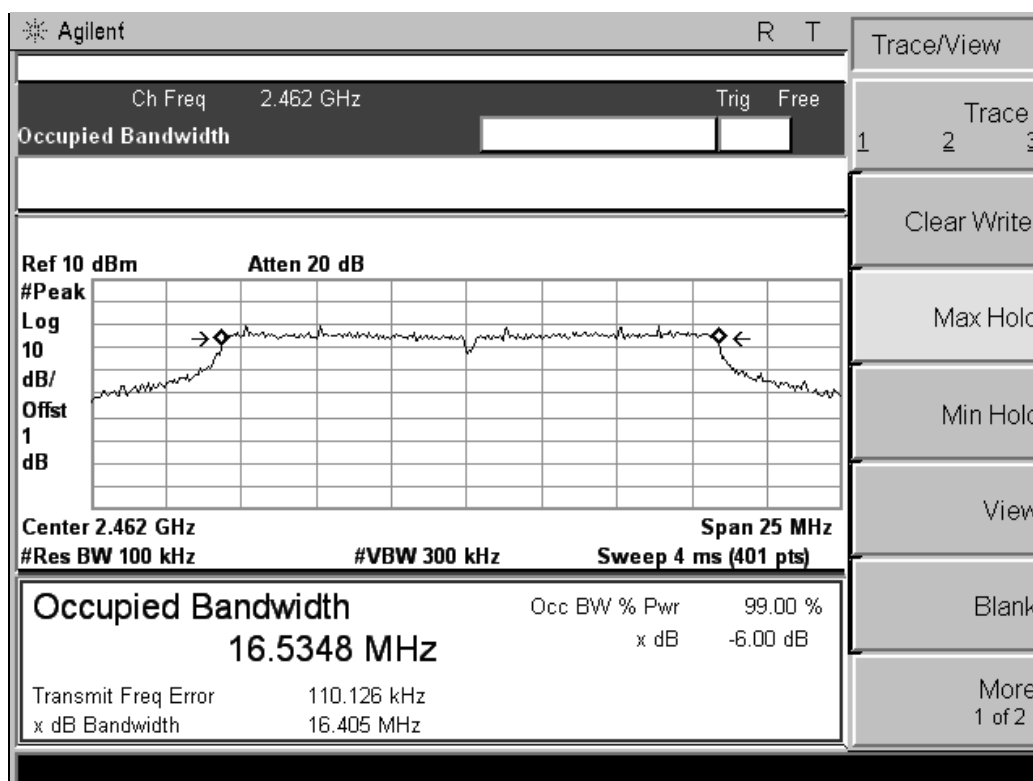 Agilent R T
Trace/View
Ch Freq 2.462 GHz Trig Free
Occupied Bandwidth
Trace
1 2 3
Clear Write
Max Hold
Min Hold
View
Blank
More
1 of 2
Ref 10 dBm Atten 20 dB
#Peak
Log
10
dB/
Offst
1
dB
Center 2.462 GHz Span 25 MHz
#Res BW 100 kHz #VBW 300 kHz Sweep 4 ms (401 pts)
Occupied Bandwidth
16.5348 MHz
Occ BW % Pwr 99.00 %
x dB -6.00 dB
Transmit Freq Error 110.126 kHz
x dB Bandwidth 16.405 MHz